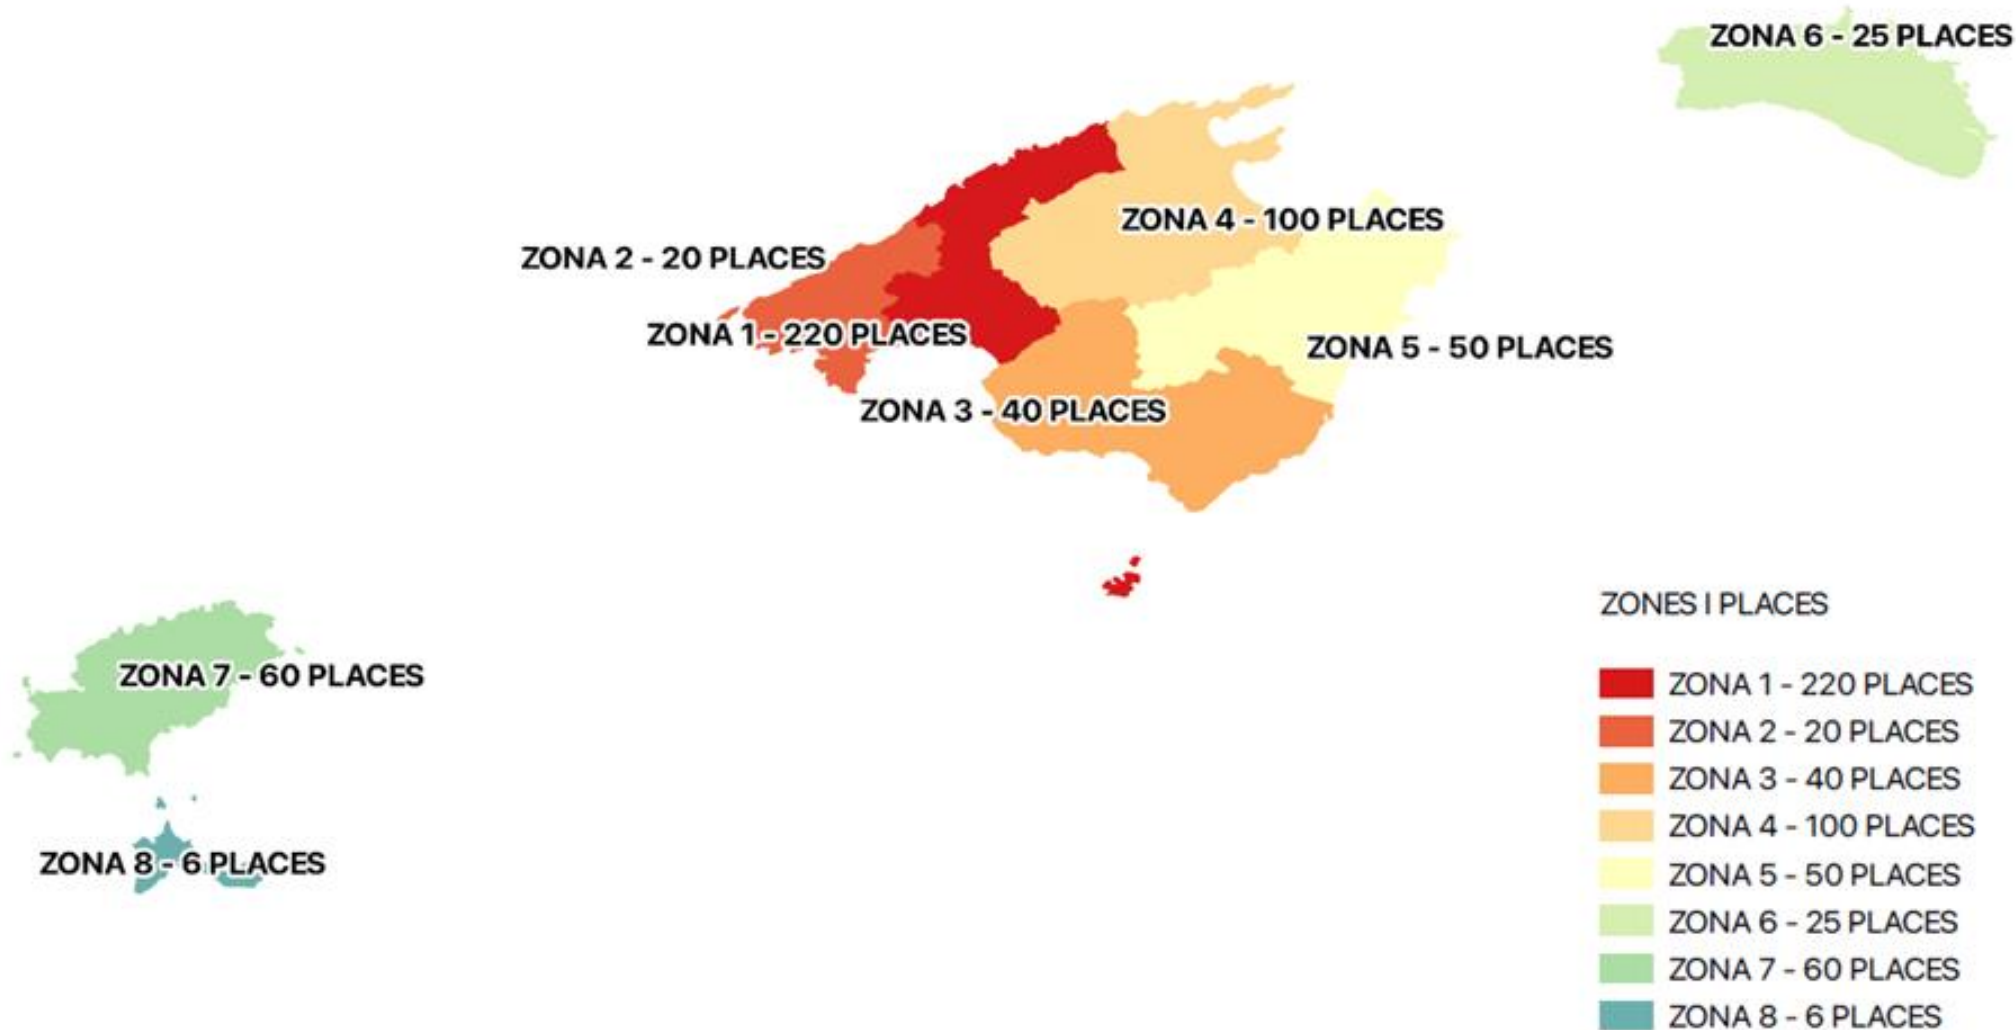 ZONA 6 - 25 PLACES
ZONA 4 - 100 PLACES
ZONA 2 - 20 PLACES
ZONA 1 - 220 PLACES
ZONA 5 - 50 PLACES
ZONA 3 - 40 PLACES
ZONA 7 - 60 PLACES
ZONA 8 - 6 PLACES
ZONES I PLACES
ZONA 1 - 220 PLACES
ZONA 2 - 20 PLACES
ZONA 3 - 40 PLACES
ZONA 4 - 100 PLACES
ZONA 5 - 50 PLACES
ZONA 6 - 25 PLACES
ZONA 7 - 60 PLACES
ZONA 8 - 6 PLACES